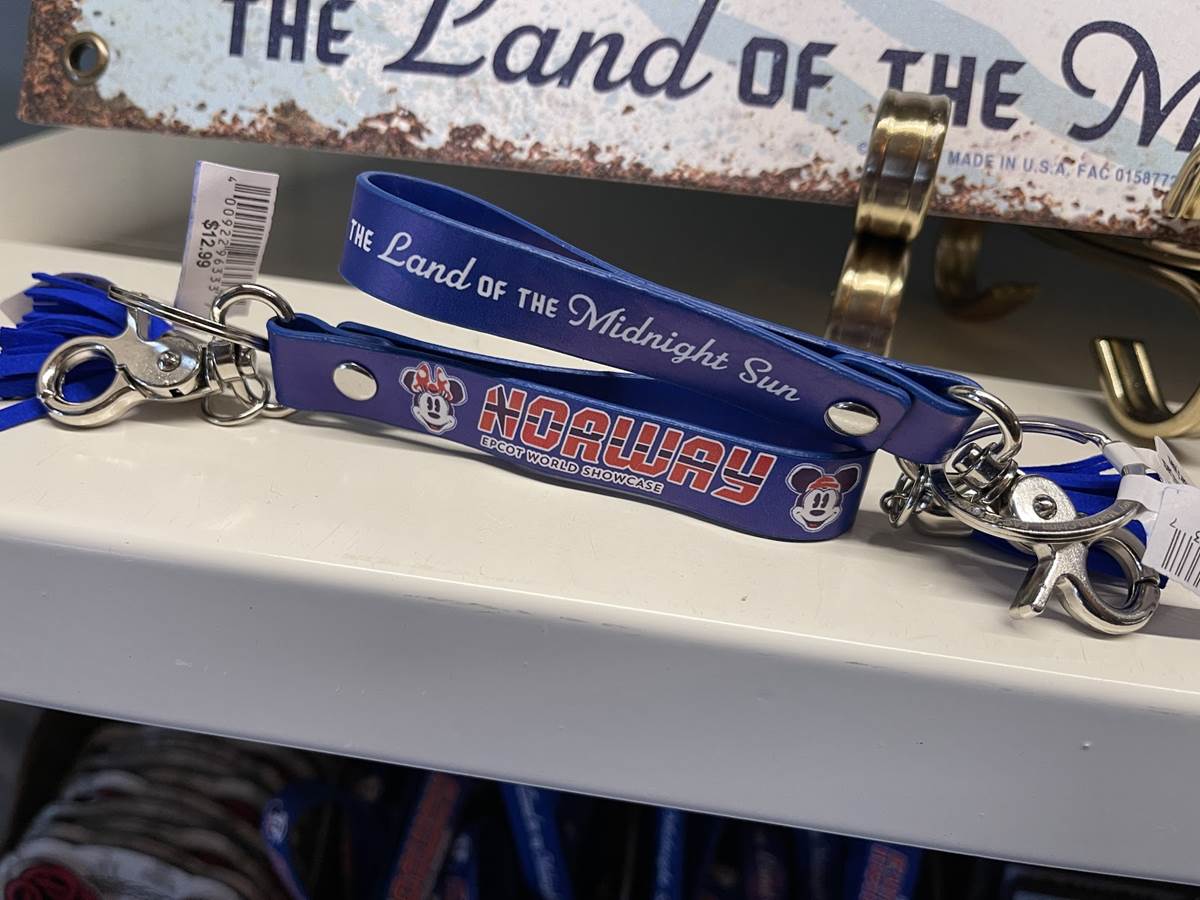 THE Land OF THE M
MADE IN U.S.A. FAC 0158772
$12.99
THE Land OF THE Midnight Sun
NORWAY
EPCOT WORLD SHOWCASE